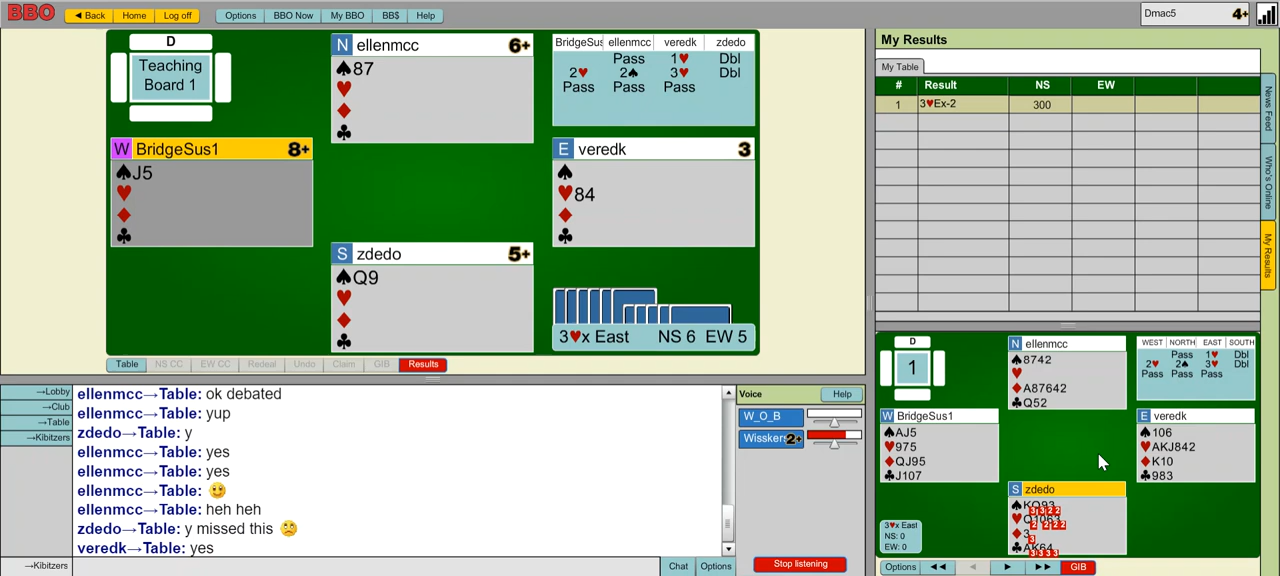 BBO
◄ Back Home Log off Options BBO Now My BBO BB$ Help Dmac5 4+
My Results
My Table
# Result NS EW
1 3♥Ex-2 300
D
Teaching
Board 1
N ellenmcc 6+
♠87
♥
♦
♣
BridgeSus ellenmcc veredk zdedo
Pass 1♥ Dbl
2♥ 2♠ 3♥ Dbl
Pass Pass Pass
W BridgeSus1 8+
♠J5
♥
♦
♣
E veredk 3
♠
♥84
♦
♣
S zdedo 5+
♠Q9
♥
♦
♣
3♥x East NS 6 EW 5
Table NS CC EW CC Redeal Undo Claim GIB Results
→Lobby
→Club
→Table
→Kibitzers
ellenmcc→Table: ok debated
ellenmcc→Table: yup
zdedo→Table: y
ellenmcc→Table: yes
ellenmcc→Table: yes
ellenmcc→Table:
ellenmcc→Table: heh heh
zdedo→Table: y missed this
veredk→Table: yes
→Kibitzers Chat Options
Voice Help
W_O_B
Wissker 2+
Stop listening
News Feed
Who's Online
My Results
D
1
N ellenmcc
♠8742
♥
♦A87642
♣Q52
WEST NORTH EAST SOUTH
Pass 1♥ Dbl
2♥ 2♠ 3♥ Dbl
Pass Pass Pass
W BridgeSus1
♠AJ5
♥975
♦QJ95
♣J107
E veredk
♠106
♥AKJ842
♦K10
♣983
S zdedo
♠KQ93
♥Q1063
♦3
♣AK64
3♥x East
NS: 0
EW: 0
Options ◄◄ ◄ ► ►► GIB